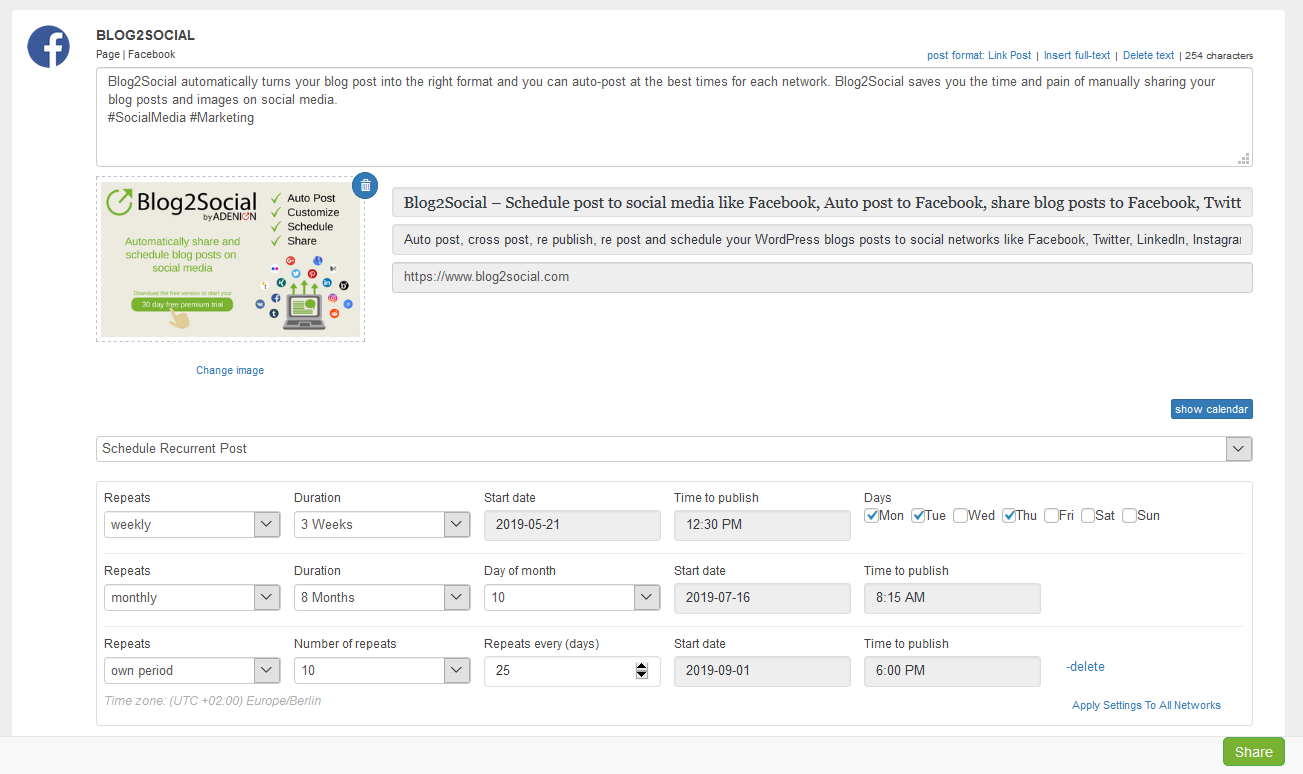 BLOG2SOCIAL
Page | Facebook
post format: Link Post | Insert full-text | Delete text | 254 characters
Blog2Social automatically turns your blog post into the right format and you can auto-post at the best times for each network. Blog2Social saves you the time and pain of manually sharing your
blog posts and images on social media.
#SocialMedia #Marketing
Blog2Social
by ADENION
Auto Post
Customize
Schedule
Share
Automatically share and
schedule blog posts on
social media
Download the free version or start your
30 day free premium trial
Blog2Social – Schedule post to social media like Facebook, Auto post to Facebook, share blog posts to Facebook, Twitt
Auto post, cross post, re publish, re post and schedule your WordPress blogs posts to social networks like Facebook, Twitter, LinkedIn, Instagram
https://www.blog2social.com
Change image
show calendar
Schedule Recurrent Post
Repeats Duration Start date Time to publish Days
weekly 3 Weeks 2019-05-21 12:30 PM Mon Tue Wed Thu Fri Sat Sun
Repeats Duration Day of month Start date Time to publish
monthly 8 Months 10 2019-07-16 8:15 AM
Repeats Number of repeats Repeats every (days) Start date Time to publish
own period 10 25 2019-09-01 6:00 PM -delete
Time zone: (UTC +02:00) Europe/Berlin
Apply Settings To All Networks
Share